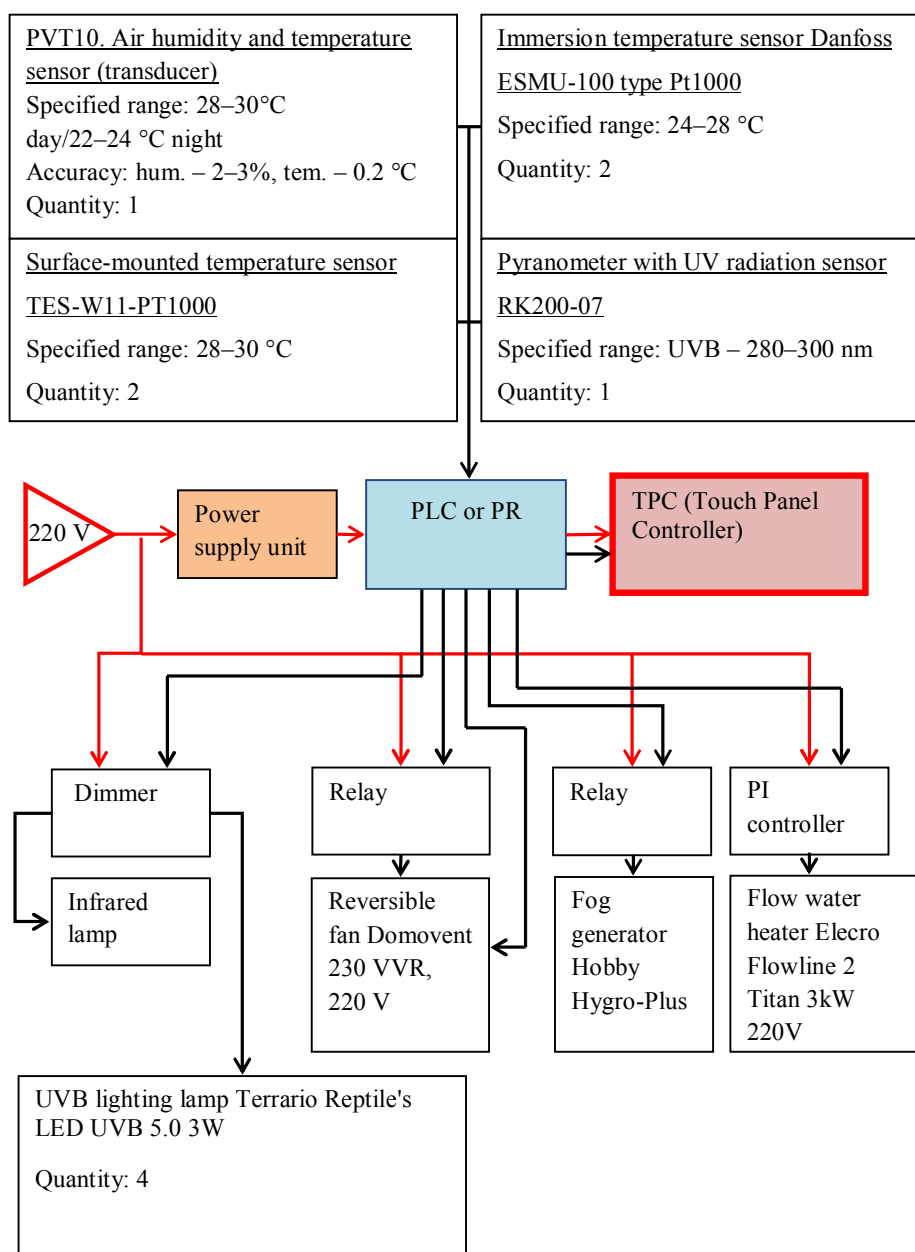 PVT10. Air humidity and temperature
sensor (transducer)
Specified range: 28–30°C
day/22–24 °C night
Accuracy: hum. – 2–3%, tem. – 0.2 °C
Quantity: 1
Immersion temperature sensor Danfoss
ESMU-100 type Pt1000
Specified range: 24–28 °C
Quantity: 2
Surface-mounted temperature sensor
TES-W11-PT1000
Specified range: 28–30 °C
Quantity: 2
Pyranometer with UV radiation sensor
RK200-07
Specified range: UVB – 280–300 nm
Quantity: 1
220 V
Power
supply unit
PLC or PR
TPC (Touch Panel
Controller)
Dimmer
Relay
Relay
PI
controller
Infrared
lamp
Reversible
fan Domovent
230 VVR,
220 V
Fog
generator
Hobby
Hygro-Plus
Flow water
heater Elecro
Flowline 2
Titan 3kW
220V
UVB lighting lamp Terrario Reptile's
LED UVB 5.0 3W
Quantity: 4